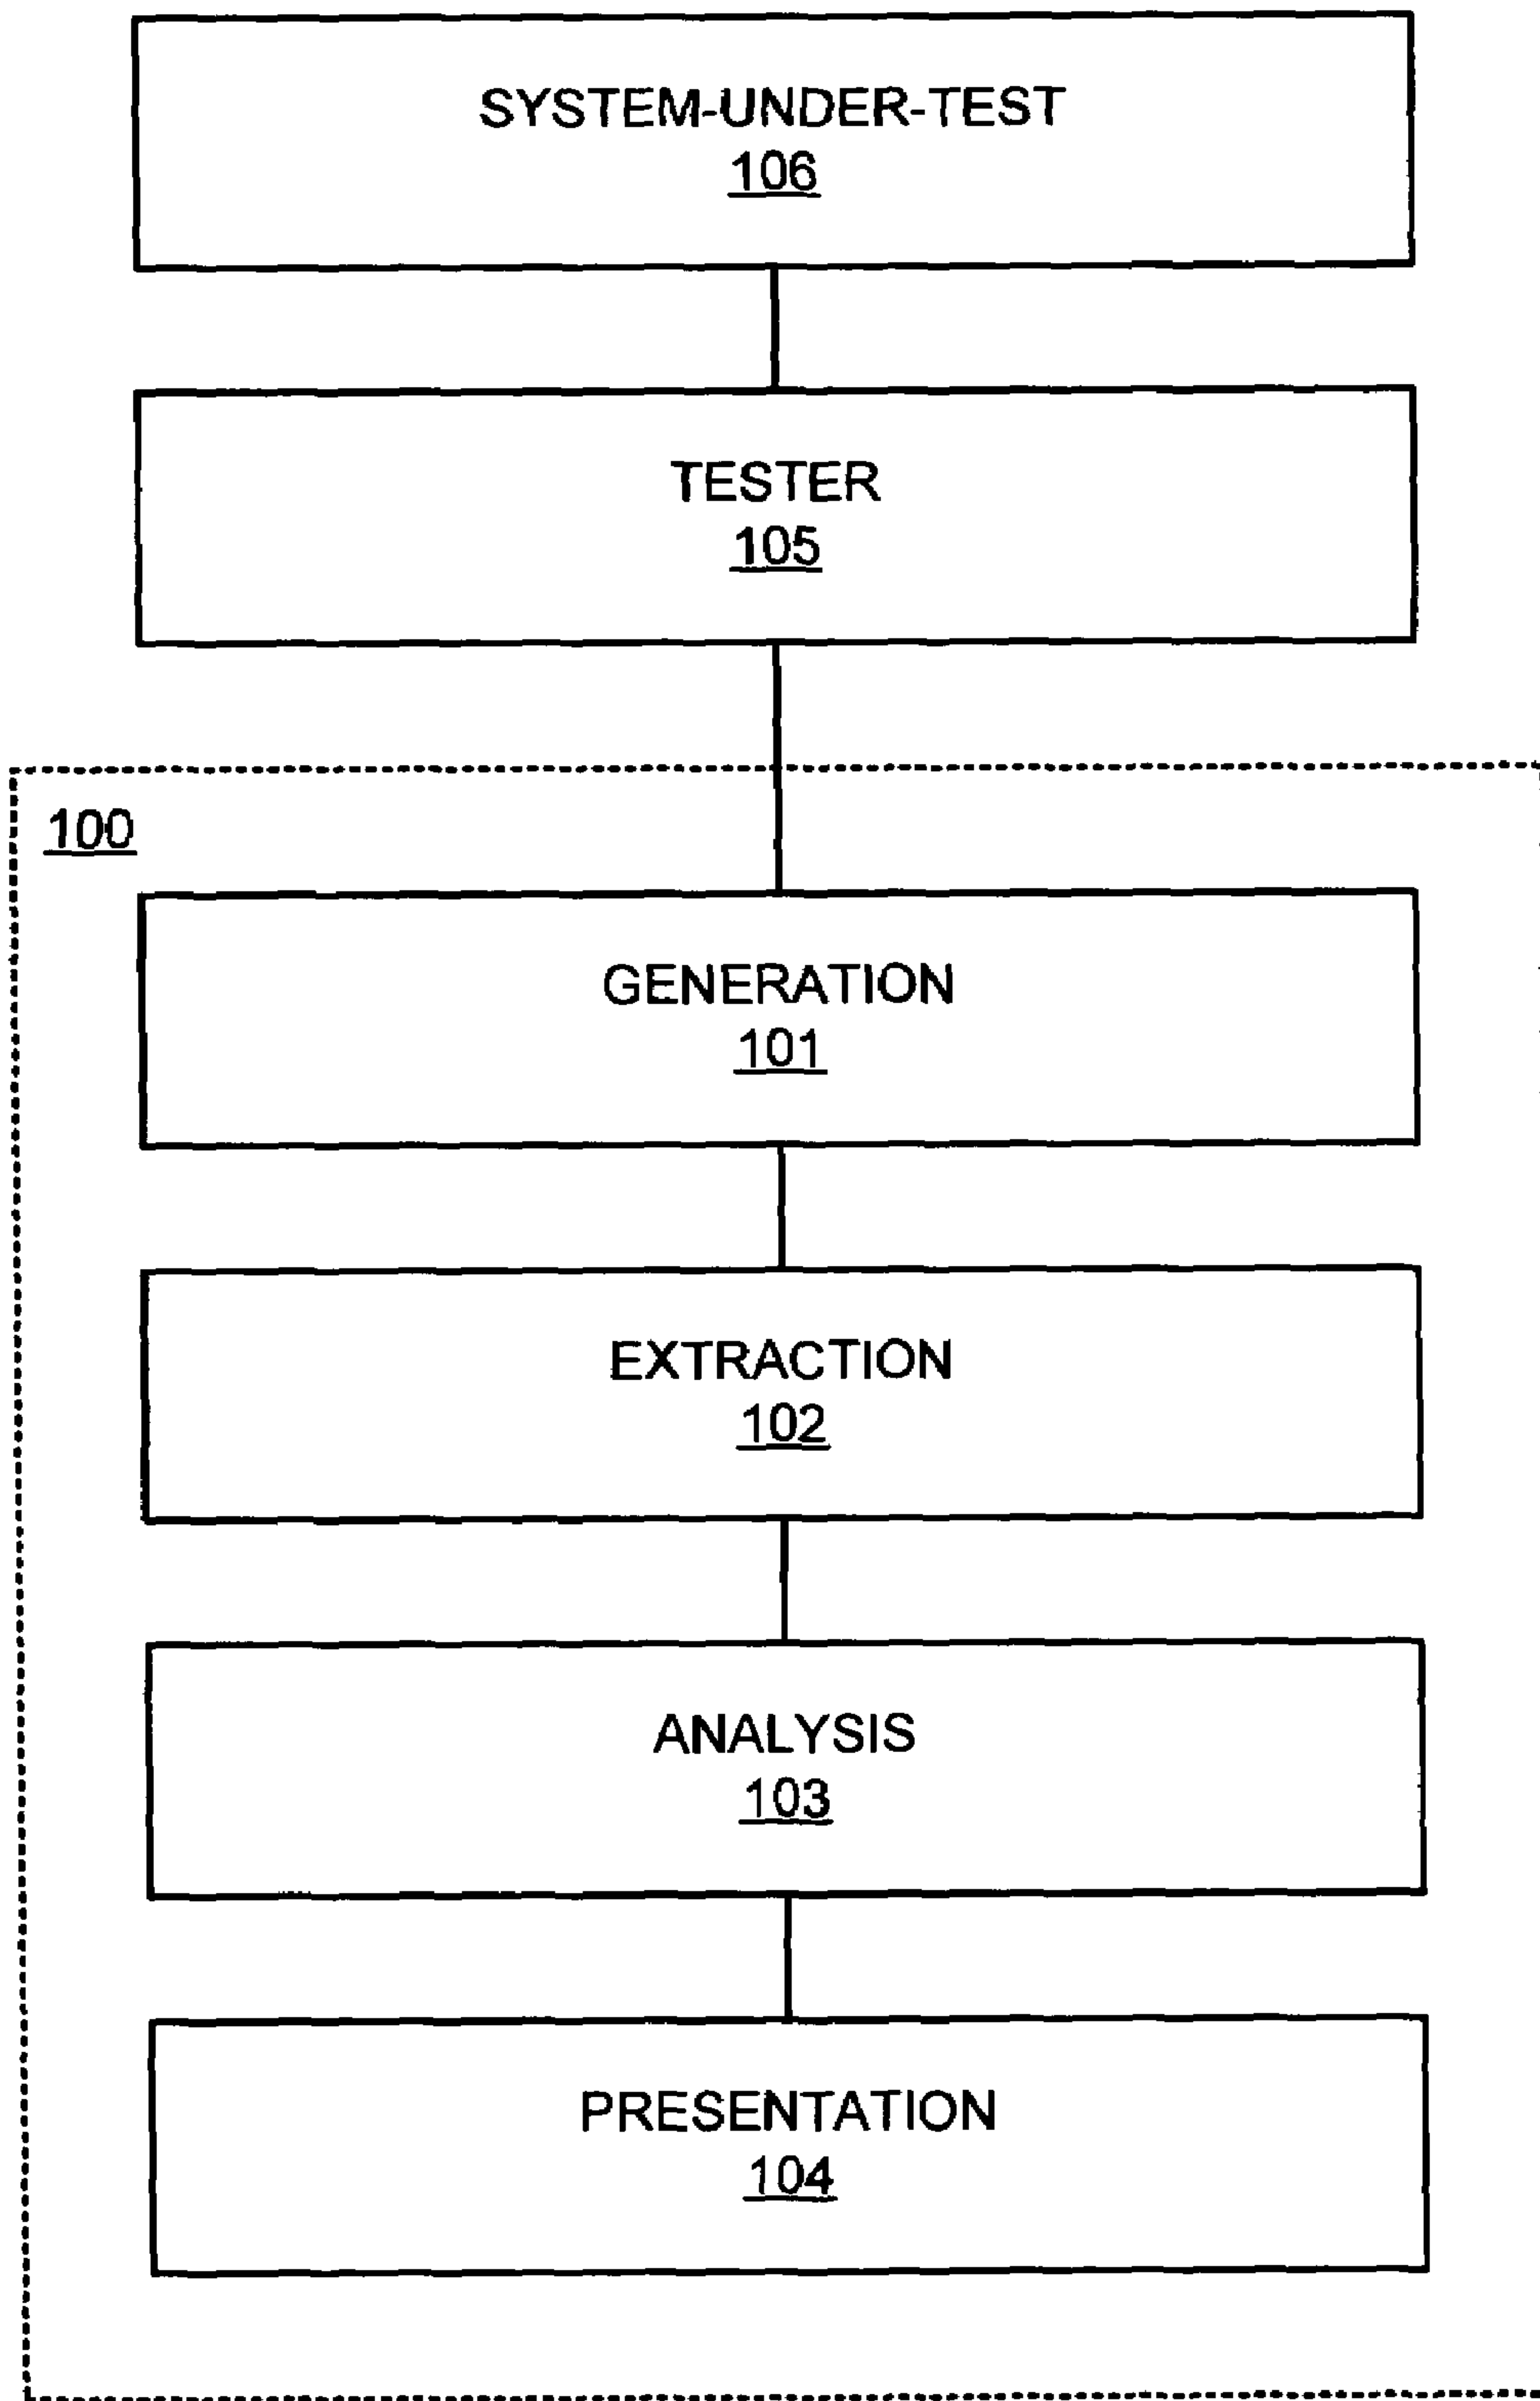 SYSTEM-UNDER-TEST
106
TESTER
105
100
GENERATION
101
EXTRACTION
102
ANALYSIS
103
PRESENTATION
104